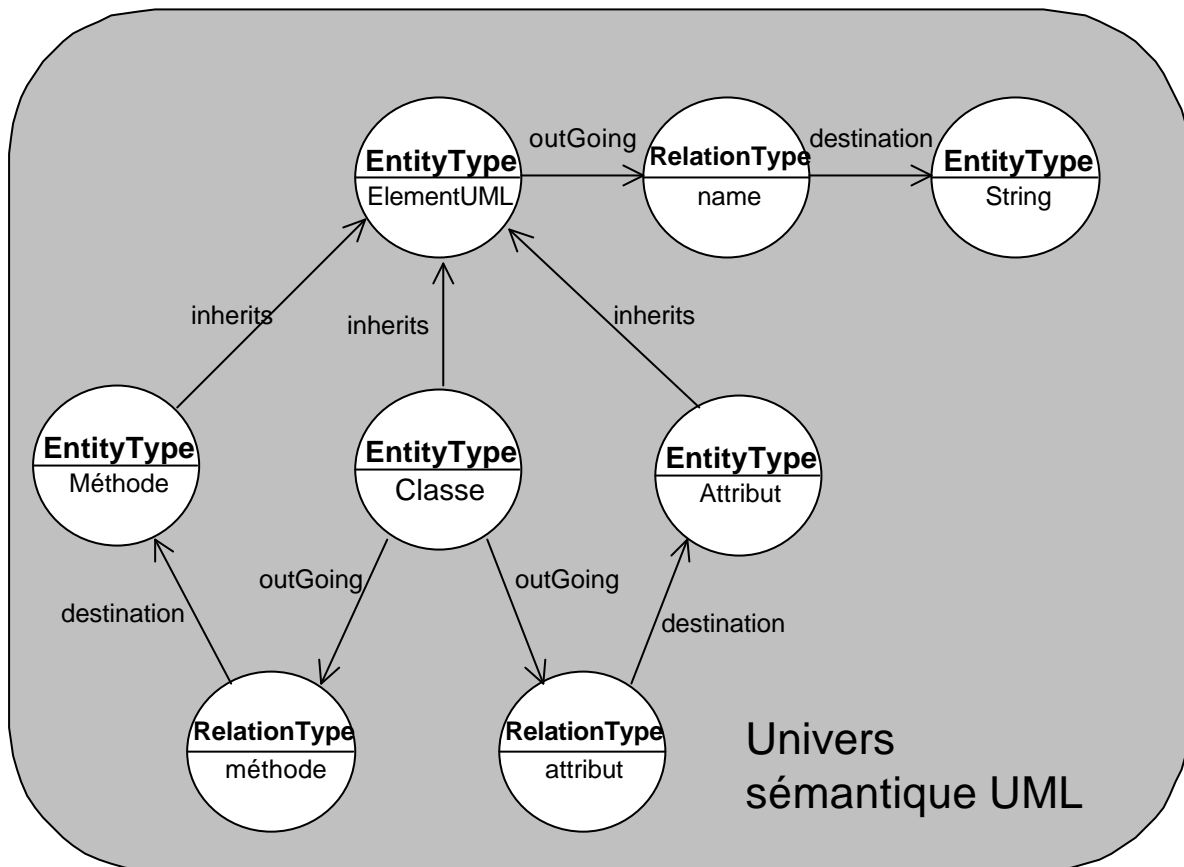 outGoing
destination
EntityType
ElementUML
RelationType
name
EntityType
String
inherits
inherits
inherits
EntityType
Méthode
EntityType
Classe
EntityType
Attribut
outGoing
outGoing
destination
destination
RelationType
méthode
RelationType
attribut
Univers
sémantique UML